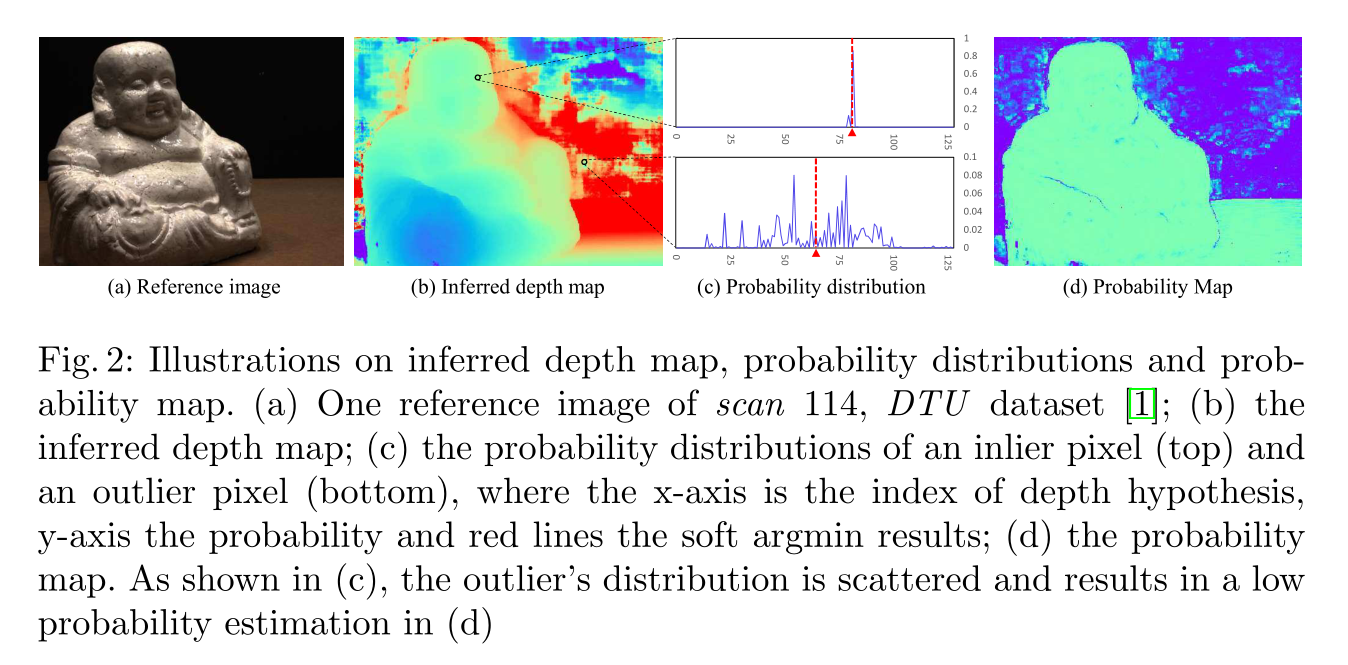 1
0.8
0.6
0.4
0.2
0
0 25 50 75 100 125
0.1
0.08
0.06
0.04
0.02
0
0 25 50 75 100 125
(a) Reference image (b) Inferred depth map (c) Probability distribution (d) Probability Map
Fig. 2: Illustrations on inferred depth map, probability distributions and prob-
ability map. (a) One reference image of scan 114, DTU dataset [1]; (b) the
inferred depth map; (c) the probability distributions of an inlier pixel (top) and
an outlier pixel (bottom), where the x-axis is the index of depth hypothesis,
y-axis the probability and red lines the soft argmin results; (d) the probability
map. As shown in (c), the outlier's distribution is scattered and results in a low
probability estimation in (d)